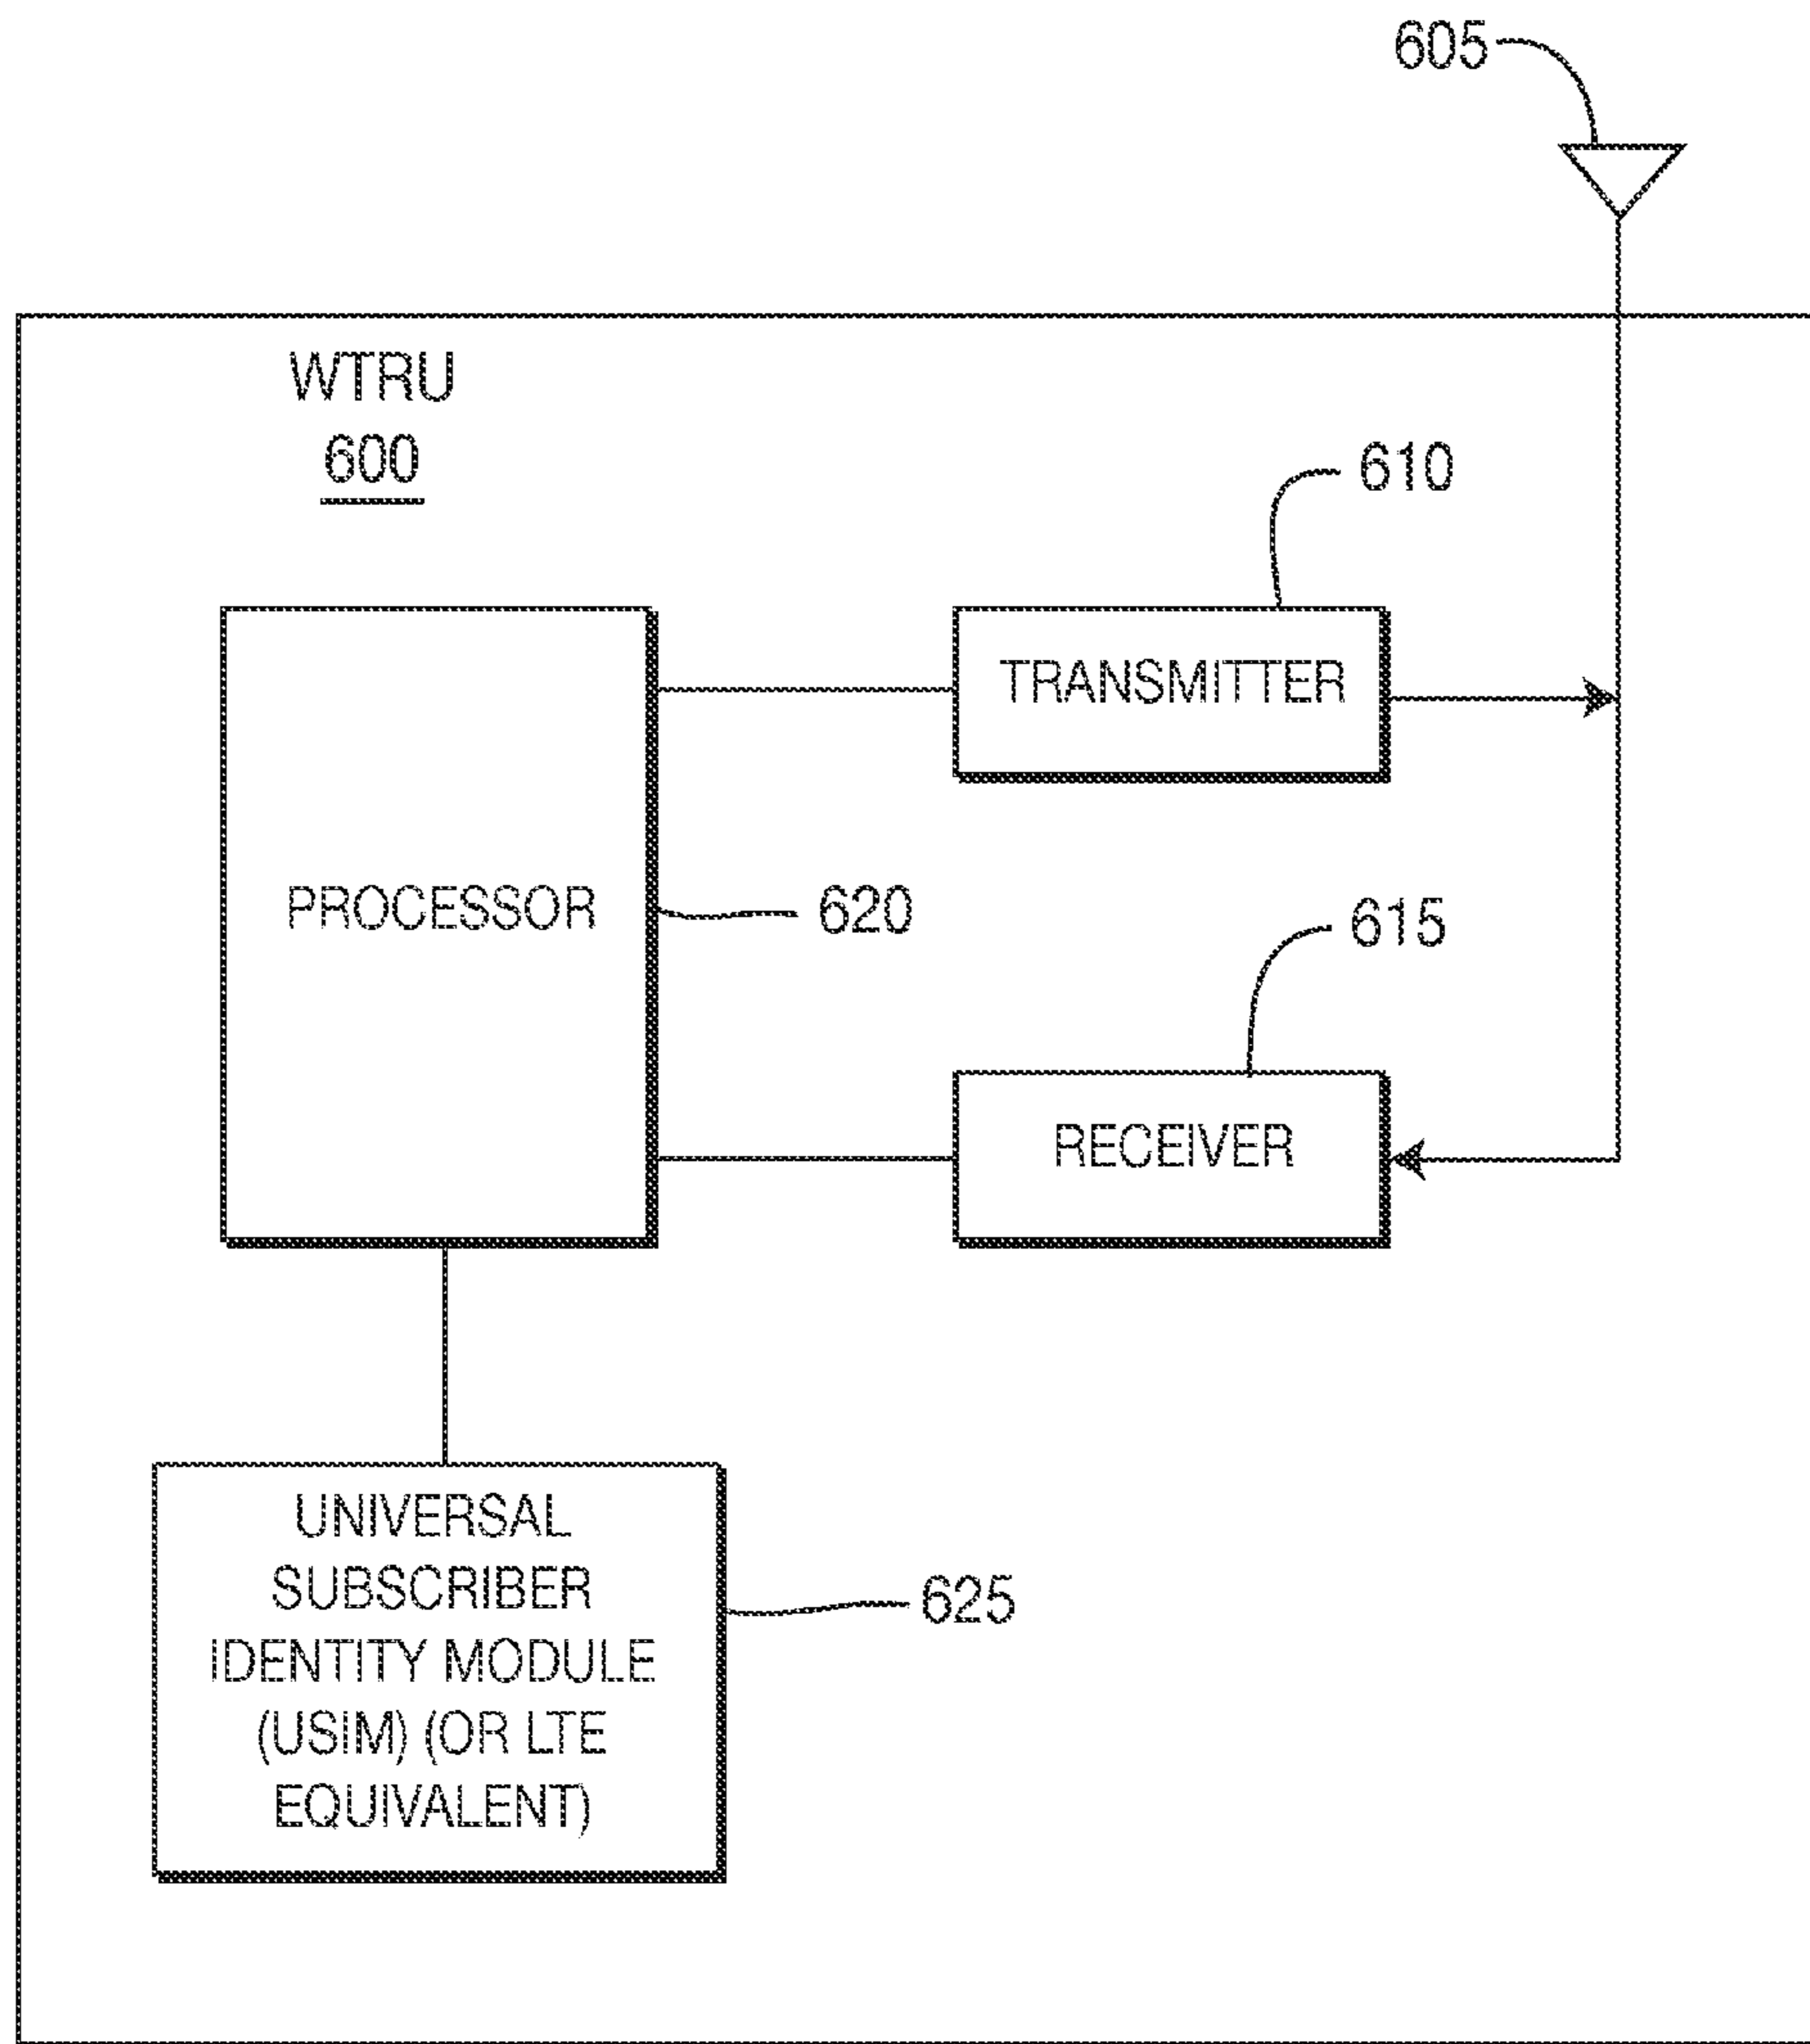 605
WTRU
600
610
TRANSMITTER
PROCESSOR
620
615
RECEIVER
UNIVERSAL
SUBSCRIBER
IDENTITY MODULE
(USIM) (OR LTE
EQUIVALENT)
625